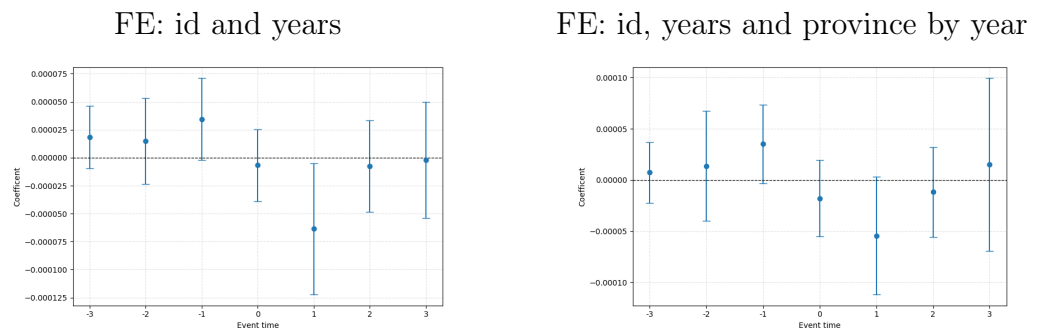 FE: id and years
0.000075
0.000050
0.000025
0.000000
−0.000025
−0.000050
−0.000075
−0.000100
−0.000125
Coefficent
-3 -2 -1 0 1 2 3
Event time
FE: id, years and province by year
0.00010
0.00005
0.00000
−0.00005
−0.00010
Coefficent
-3 -2 -1 0 1 2 3
Event time